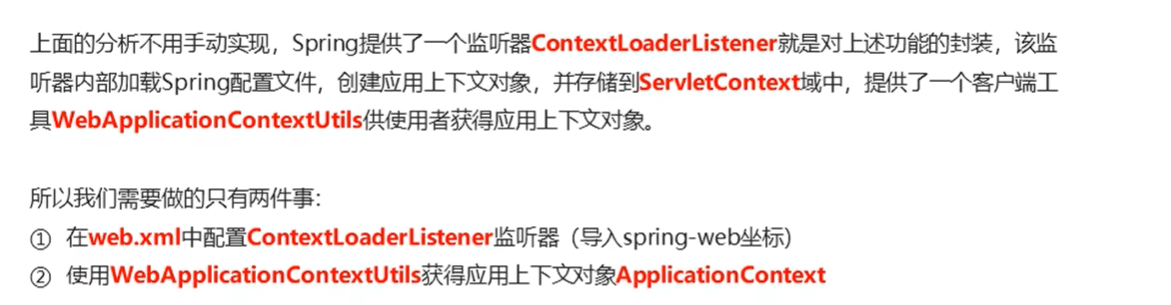 上面的分析不用手动实现，Spring提供了一个监听器ContextLoaderListener就是对上述功能的封装，该监
听器内部加载Spring配置文件，创建应用上下文对象，并存储到ServletContext域中，提供了一个客户端工
具WebApplicationContextUtils供使用者获得应用上下文对象。
所以我们需要做的只有两件事：
① 在web.xml中配置ContextLoaderListener监听器（导入spring-web坐标）
② 使用WebApplicationContextUtils获得应用上下文对象ApplicationContext